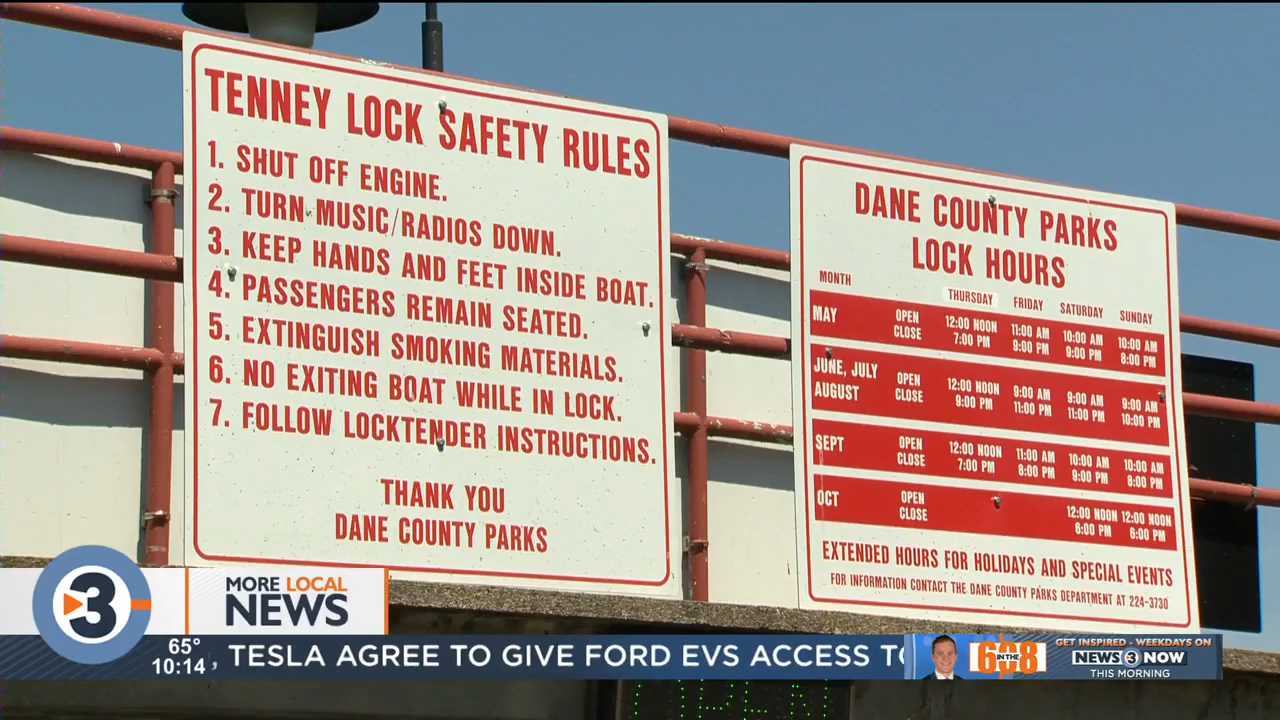 TENNEY LOCK SAFETY RULES
1. SHUT OFF ENGINE.
2. TURN MUSIC/RADIOS DOWN.
3. KEEP HANDS AND FEET INSIDE BOAT.
4. PASSENGERS REMAIN SEATED.
5. EXTINGUISH SMOKING MATERIALS.
6. NO EXITING BOAT WHILE IN LOCK.
7. FOLLOW LOCKTENDER INSTRUCTIONS.
THANK YOU
DANE COUNTY PARKS
DANE COUNTY PARKS
LOCK HOURS
MONTH THURSDAY FRIDAY SATURDAY SUNDAY
MAY OPEN 12:00 NOON 11:00 AM 10:00 AM 10:00 AM
CLOSE 7:00 PM 9:00 PM 9:00 PM 8:00 PM
JUNE, JULY OPEN 12:00 NOON 9:00 AM 9:00 AM 9:00 AM
AUGUST CLOSE 9:00 PM 11:00 PM 11:00 PM 10:00 PM
SEPT OPEN 12:00 NOON 11:00 AM 10:00 AM 10:00 AM
CLOSE 7:00 PM 8:00 PM 9:00 PM 8:00 PM
OCT OPEN 12:00 NOON 12:00 NOON
CLOSE 6:00 PM 6:00 PM
EXTENDED HOURS FOR HOLIDAYS AND SPECIAL EVENTS
FOR INFORMATION CONTACT THE DANE COUNTY PARKS DEPARTMENT AT 224-3730
3
MORE LOCAL
NEWS
65°
10:14
, TESLA AGREE TO GIVE FORD EVS ACCESS TO
6 IN THE 8
GET INSPIRED - WEEKDAYS ON
NEWS 3 NOW
THIS MORNING